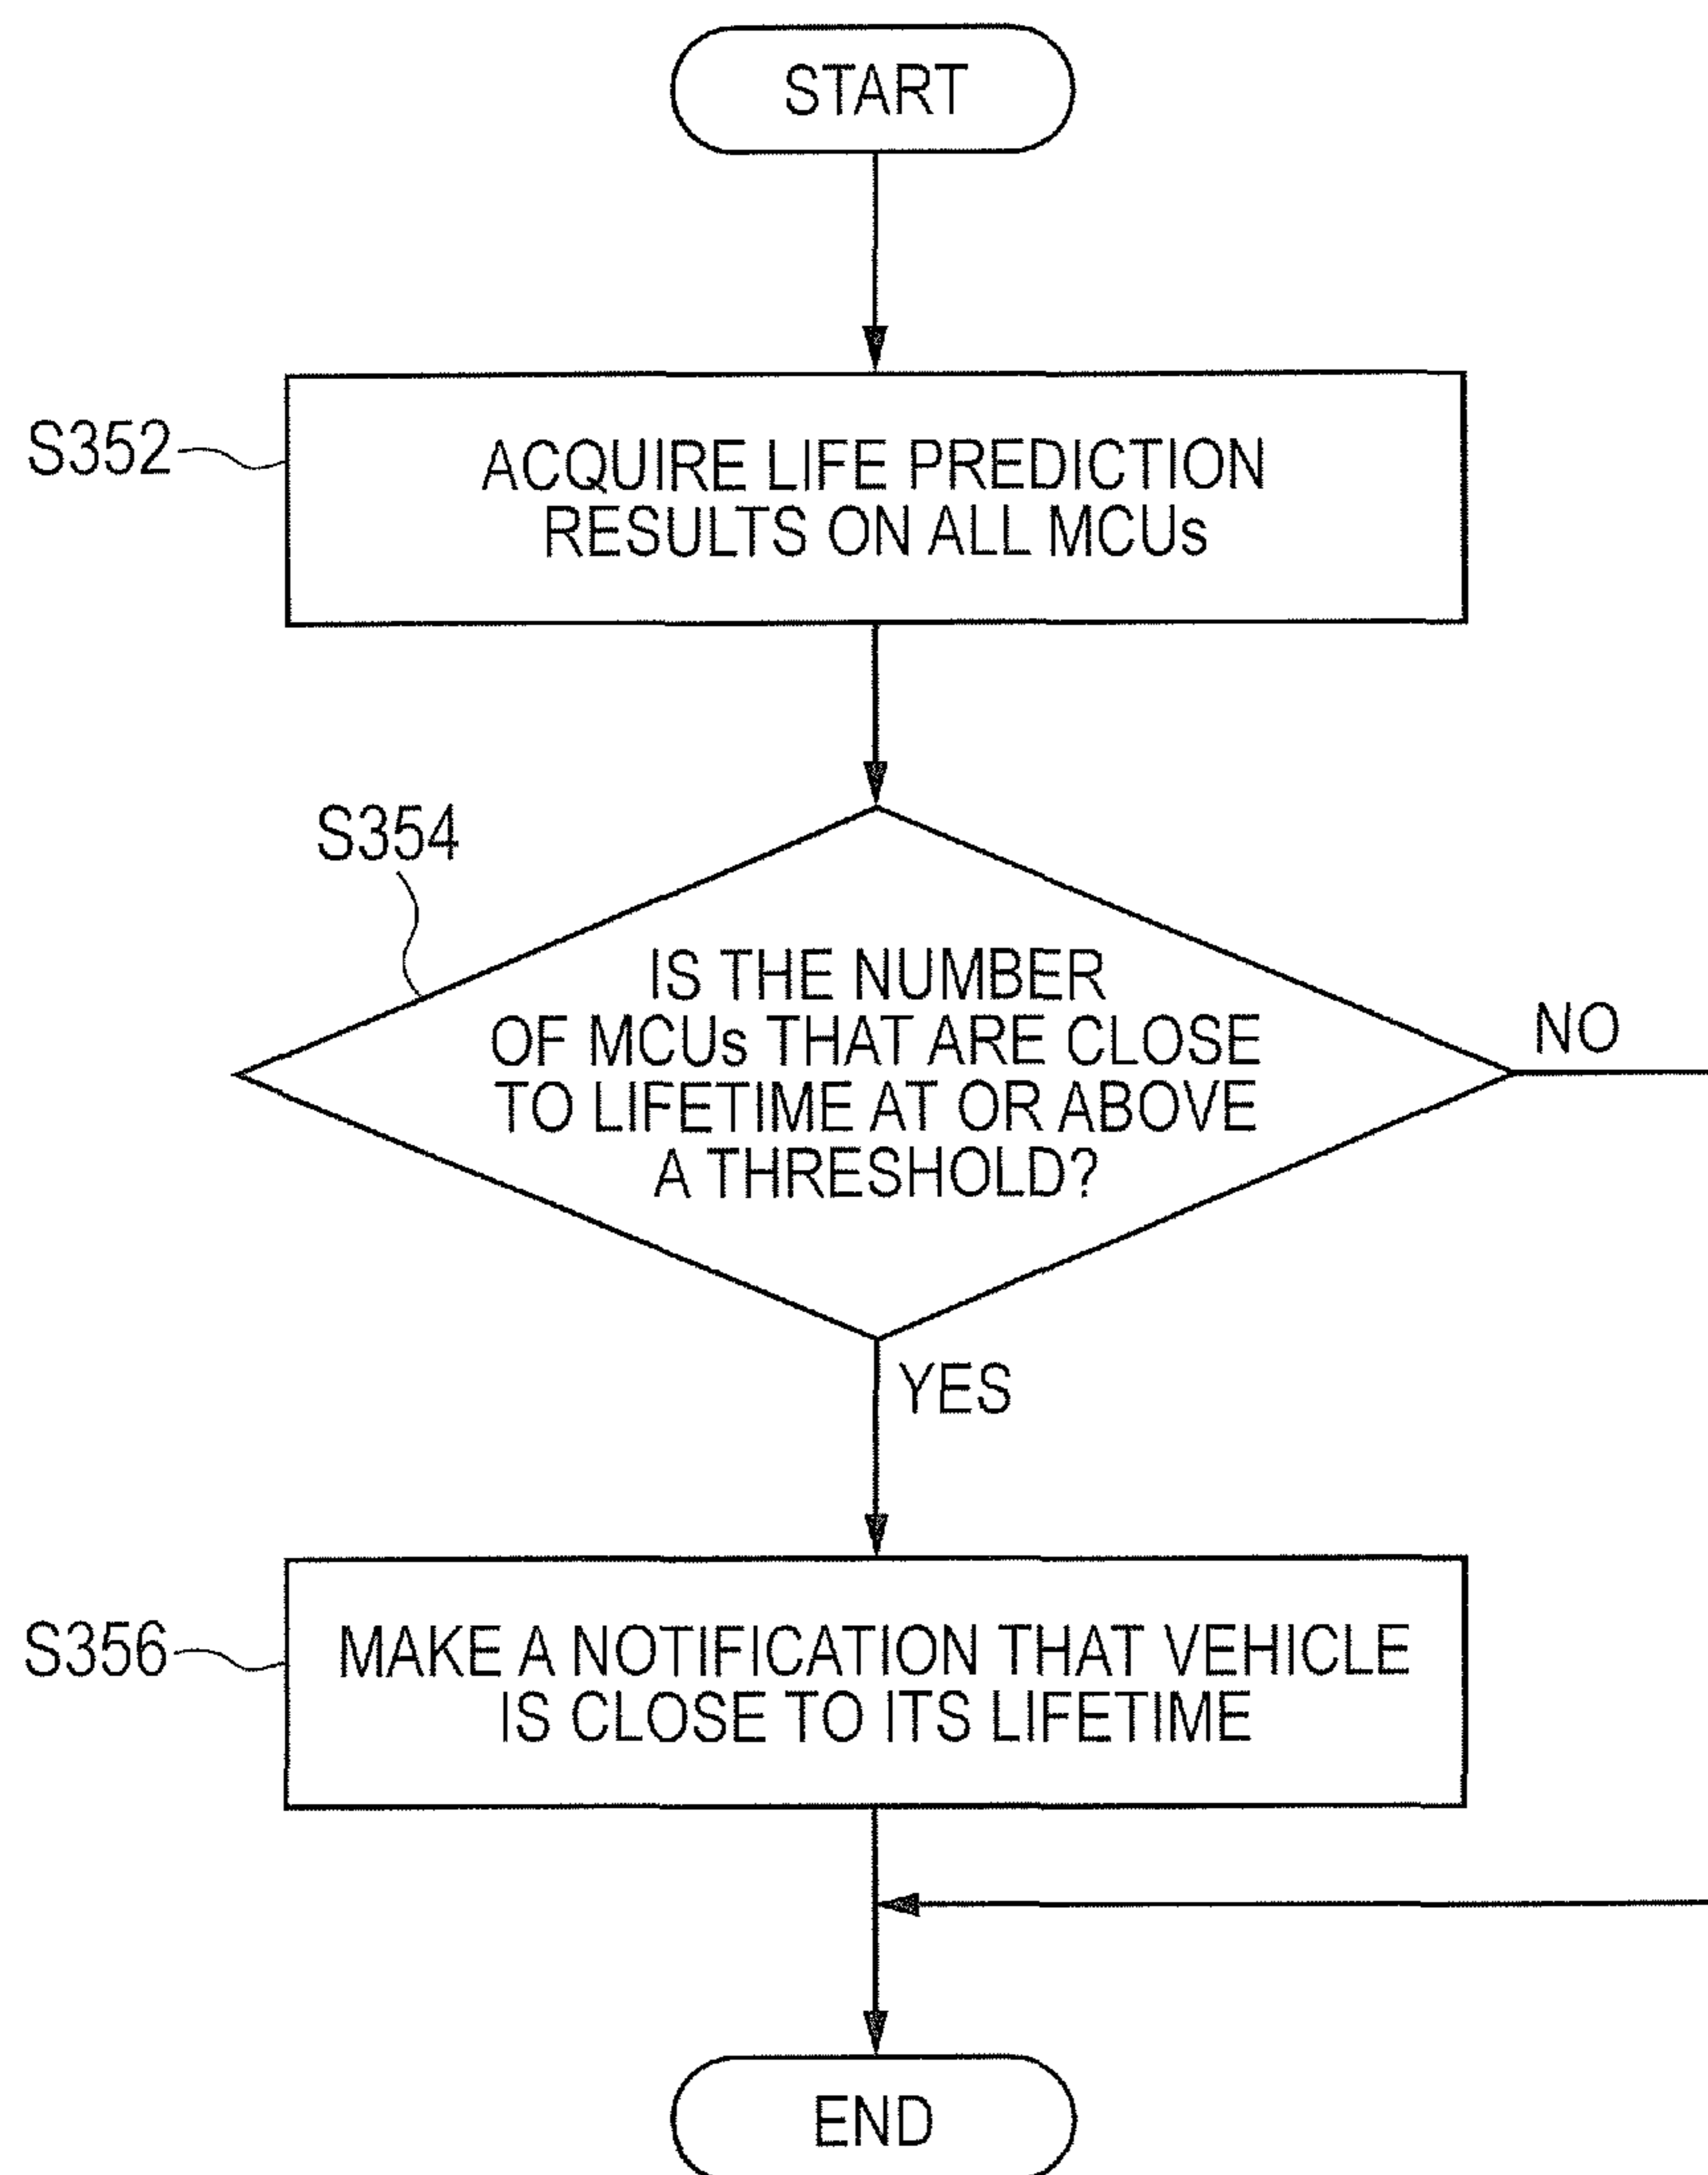 START
S352
ACQUIRE LIFE PREDICTION
RESULTS ON ALL MCUs
S354
IS THE NUMBER
OF MCUs THAT ARE CLOSE
TO LIFETIME AT OR ABOVE
A THRESHOLD?
NO
YES
S356
MAKE A NOTIFICATION THAT VEHICLE
IS CLOSE TO ITS LIFETIME
END